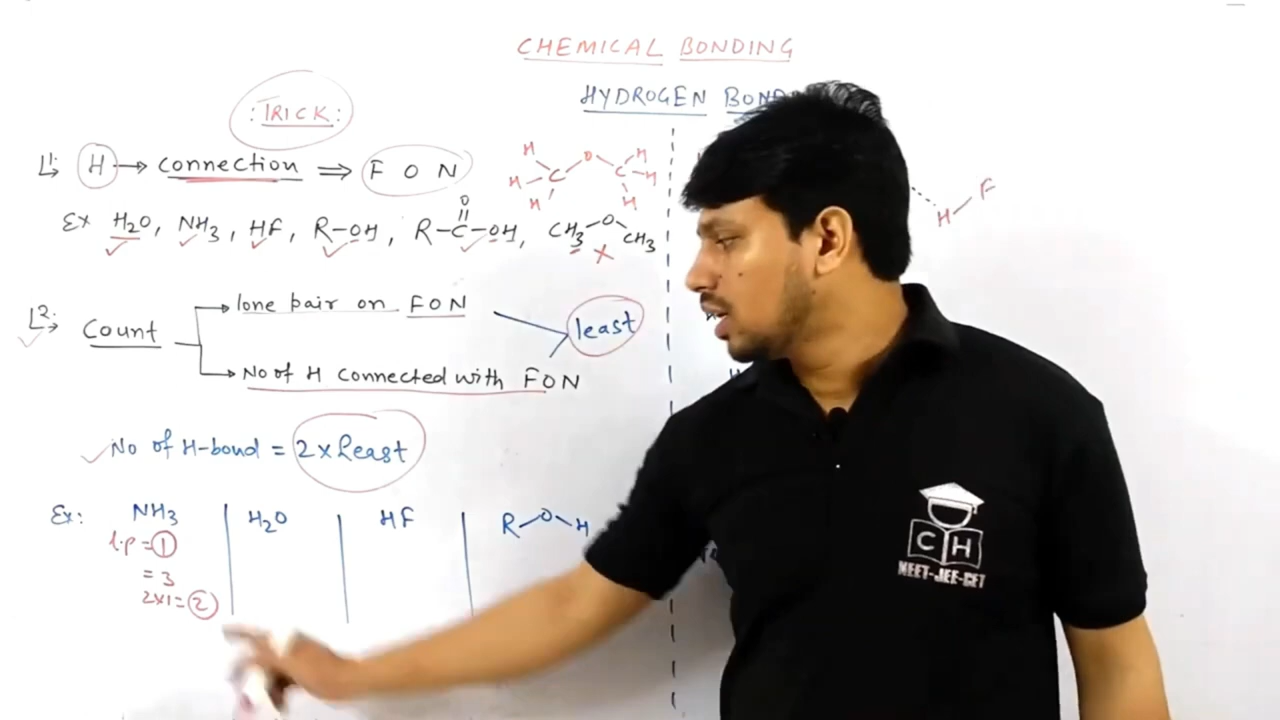 CHEMICAL BONDING
: TRICK :
HYDROGEN BOND
1: H → connection ⇒ F O N
Ex H₂O, NH₃, HF, R-OH, R-C-OH, CH₃ O CH₃
O
H H H C O C H H H
H F
2: Count
lone pair on FON
No of H connected with FON
least
No of H-bond = 2 x least
Ex: NH₃ H₂O HF R O H
l.p = 1
= 3
2x1 = 2
C H
NEET-JEE-CET